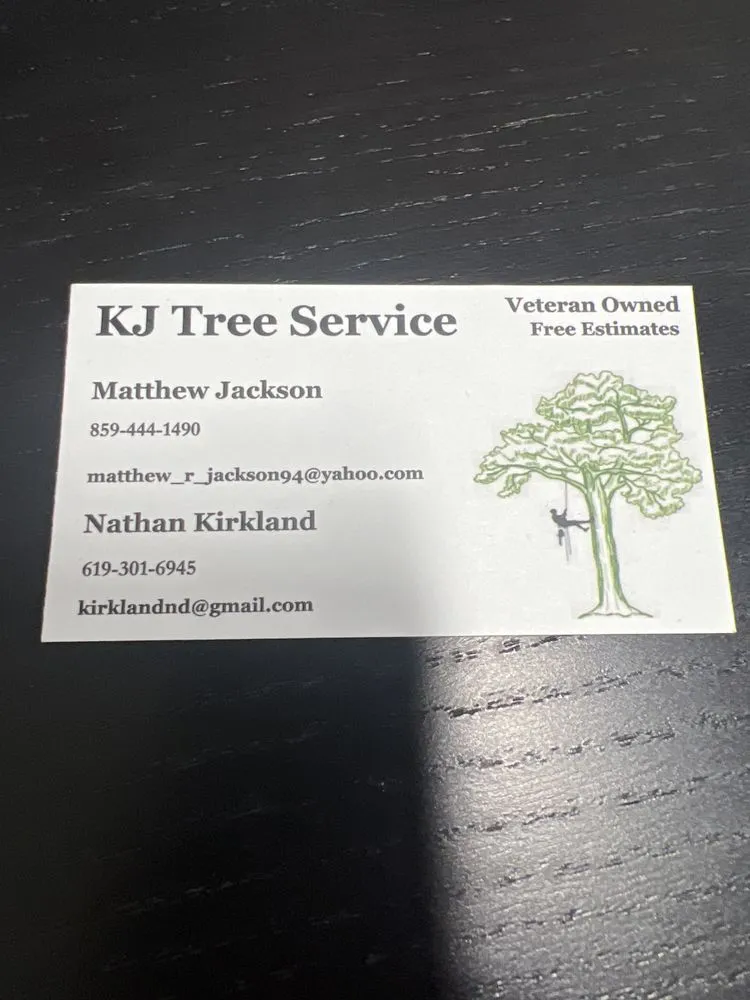 KJ Tree Service
Veteran Owned
Free Estimates
Matthew Jackson
859-444-1490
matthew_r_jackson94@yahoo.com
Nathan Kirkland
619-301-6945
kirklandnd@gmail.com